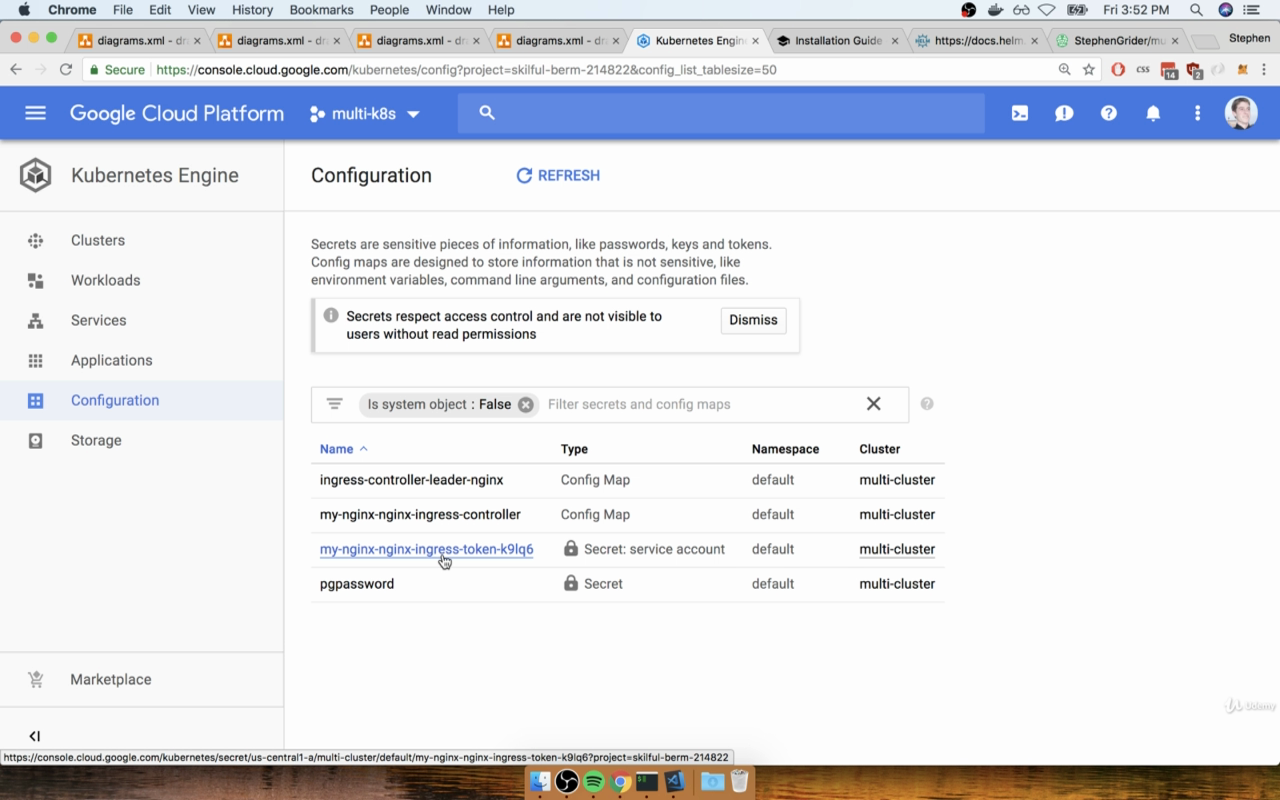 Chrome File Edit View History Bookmarks People Window Help Fri 3:52 PM
diagrams.xml - dr diagrams.xml - dr diagrams.xml - dr diagrams.xml - dr Kubernetes Engin Installation Guide https://docs.helm. StephenGrider/mu Stephen
Secure https://console.cloud.google.com/kubernetes/config?project=skilful-berm-214822&config_list_tablesize=50 css 14 2
Google Cloud Platform multi-k8s
Kubernetes Engine Configuration REFRESH
Clusters
Workloads
Services
Applications
Configuration
Storage
Marketplace
Secrets are sensitive pieces of information, like passwords, keys and tokens.
Config maps are designed to store information that is not sensitive, like
environment variables, command line arguments, and configuration files.
Secrets respect access control and are not visible to
users without read permissions
Dismiss
Is system object : False Filter secrets and config maps
Name Type Namespace Cluster
ingress-controller-leader-nginx Config Map default multi-cluster
my-nginx-nginx-ingress-controller Config Map default multi-cluster
my-nginx-nginx-ingress-token-k9lq6 Secret: service account default multi-cluster
pgpassword Secret default multi-cluster
Udemy
https://console.cloud.google.com/kubernetes/secret/us-central1-a/multi-cluster/default/my-nginx-nginx-ingress-token-k9lq6?project=skilful-berm-214822